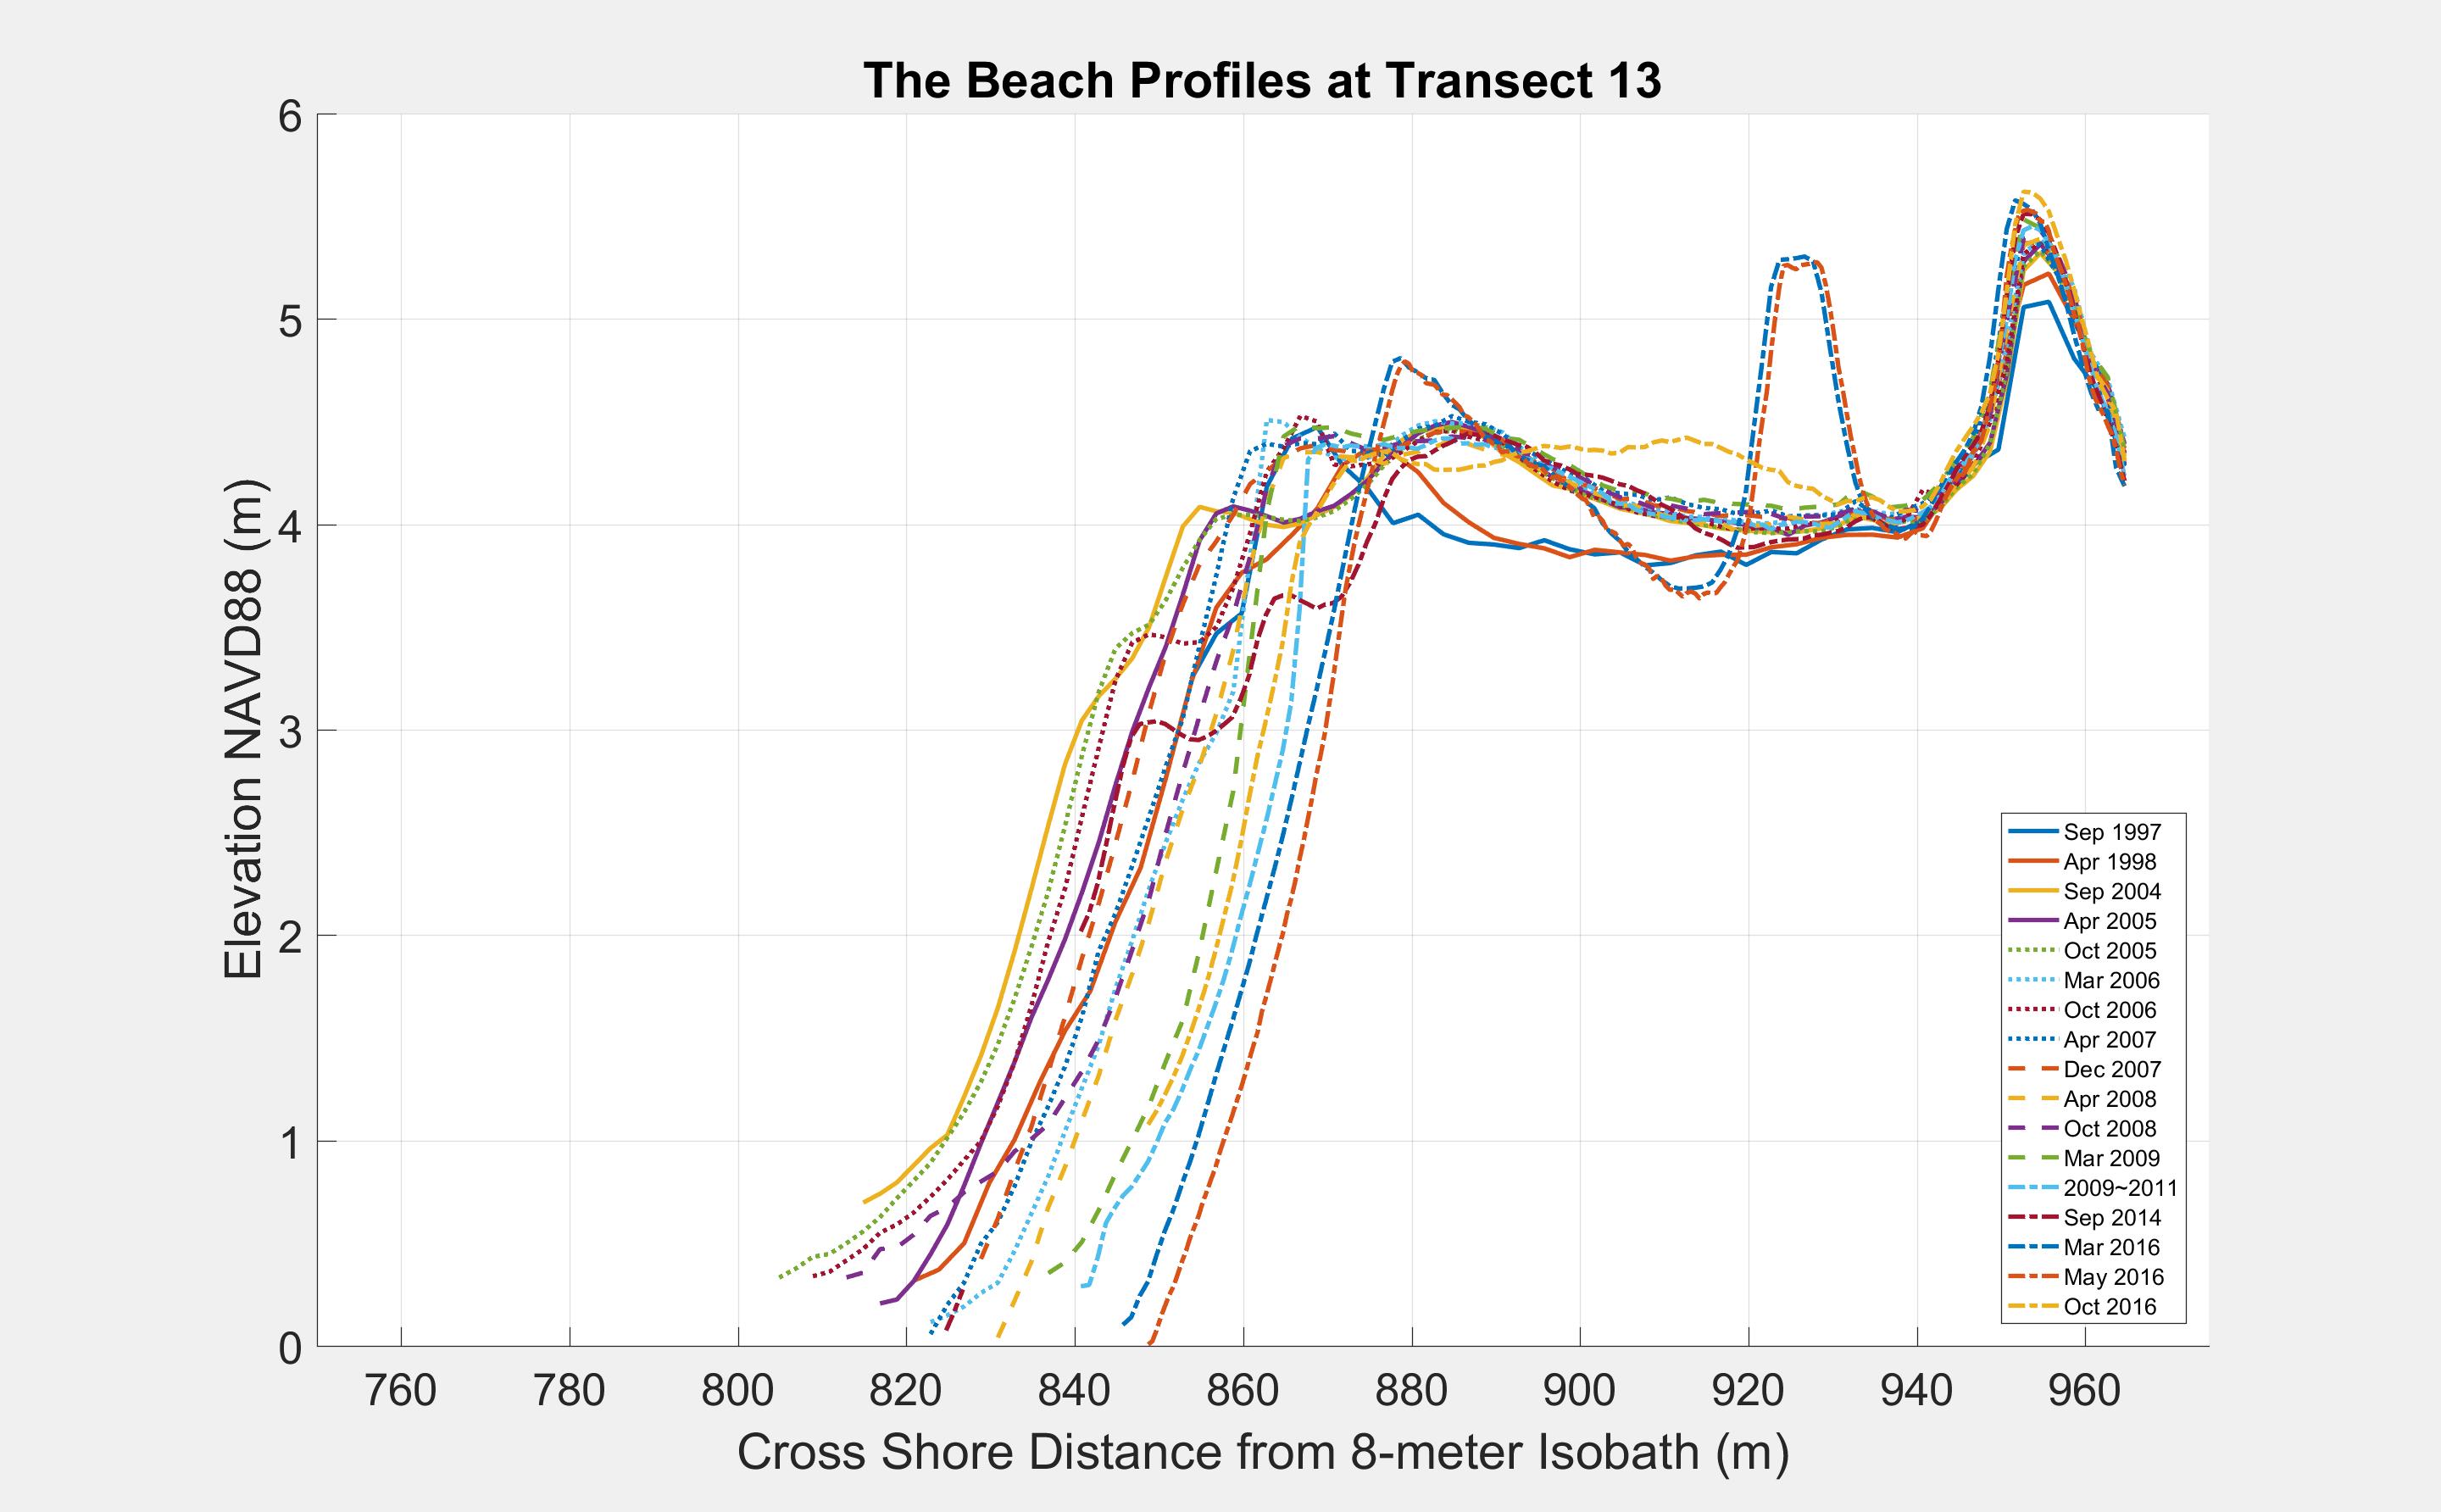 The Beach Profiles at Transect 13
Elevation NAVD88 (m)
6
5
4
3
2
1
0
760 780 800 820 840 860 880 900 920 940 960
Cross Shore Distance from 8-meter Isobath (m)
Sep 1997
Apr 1998
Sep 2004
Apr 2005
Oct 2005
Mar 2006
Oct 2006
Apr 2007
Dec 2007
Apr 2008
Oct 2008
Mar 2009
2009~2011
Sep 2014
Mar 2016
May 2016
Oct 2016